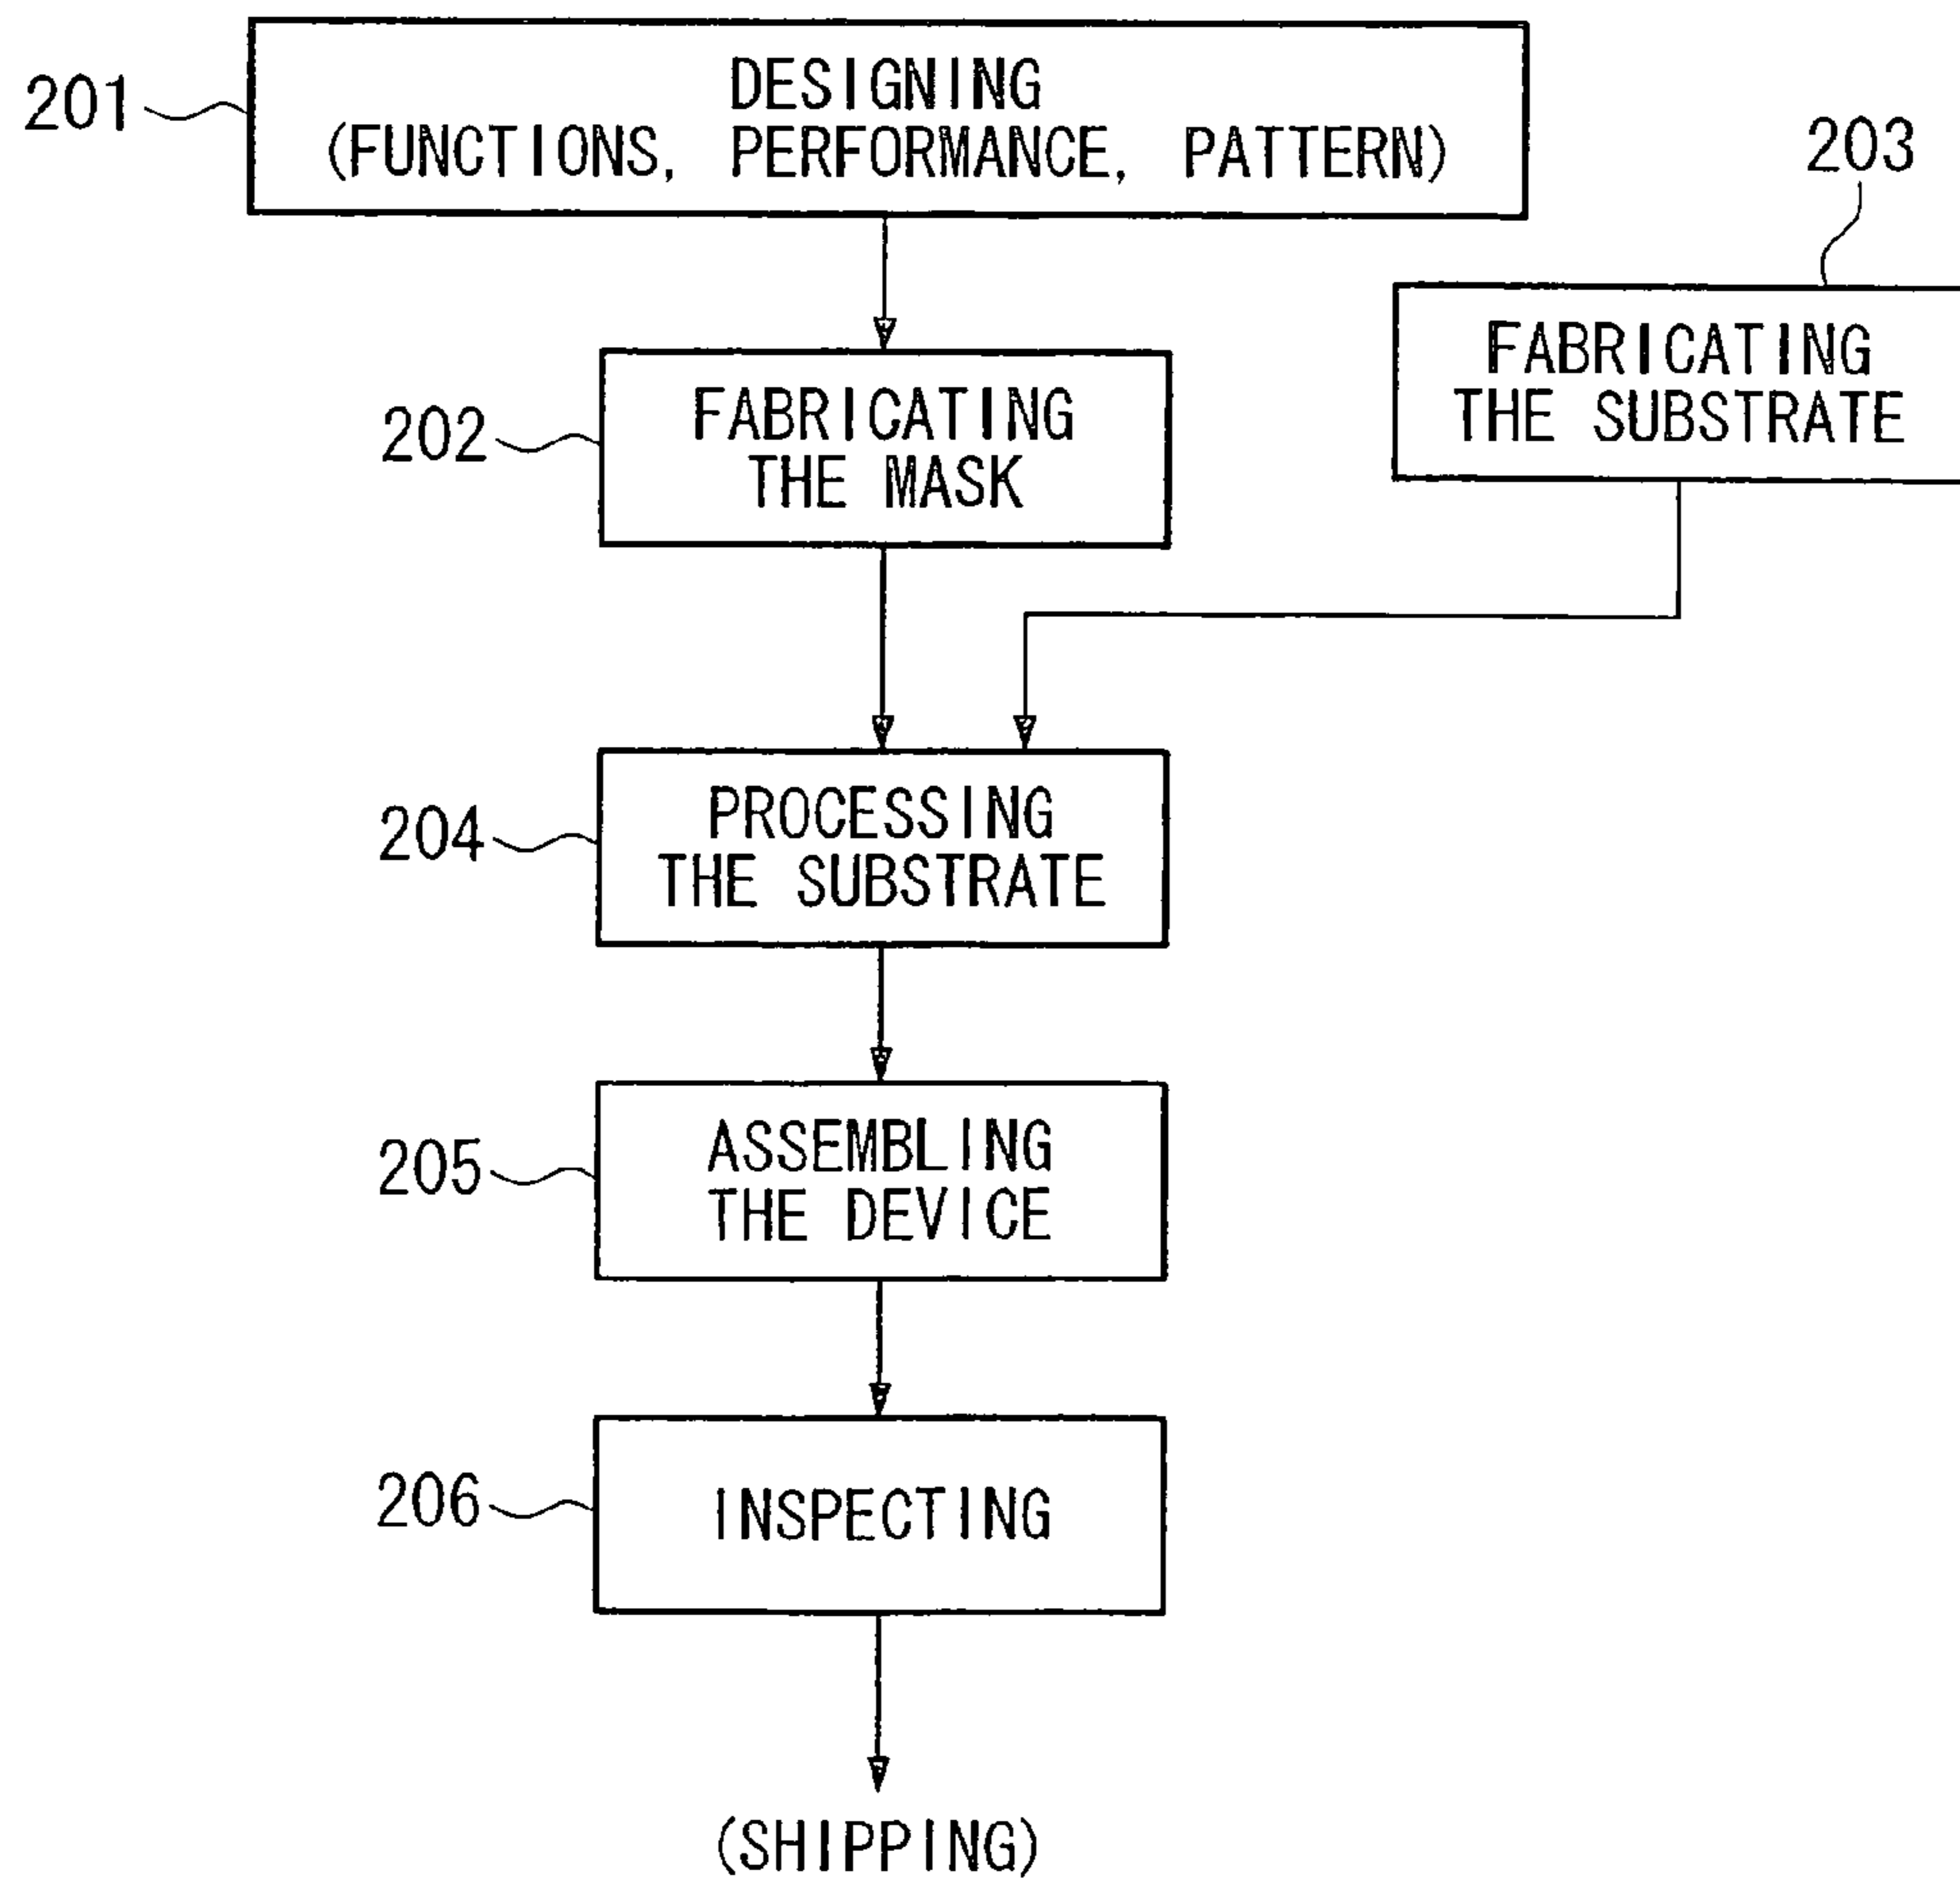 201
DESIGNING
(FUNCTIONS, PERFORMANCE, PATTERN)
203
FABRICATING
THE SUBSTRATE
202
FABRICATING
THE MASK
204
PROCESSING
THE SUBSTRATE
205
ASSEMBLING
THE DEVICE
206
INSPECTING
(SHIPPING)